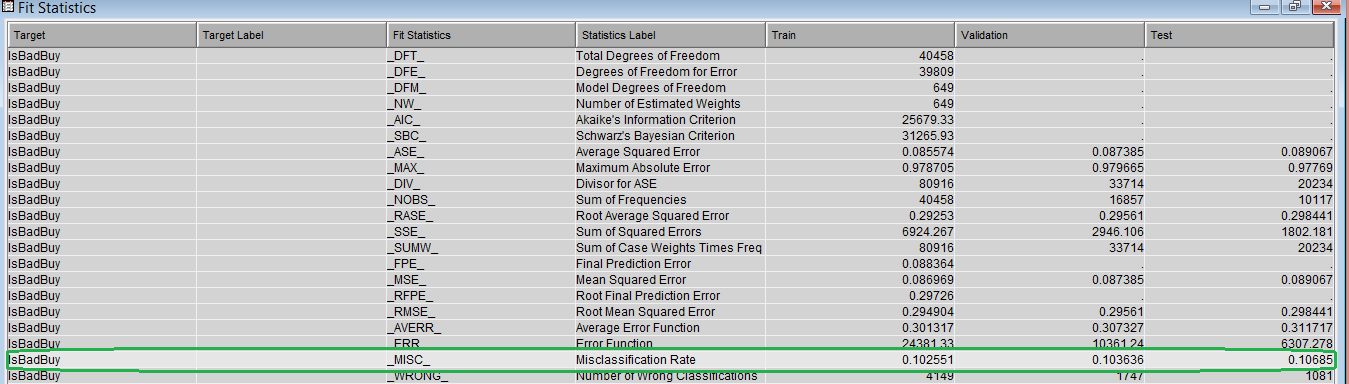 Fit Statistics
Target Target Label Fit Statistics Statistics Label Train Validation Test
IsBadBuy _DFT_ Total Degrees of Freedom 40458 . .
IsBadBuy _DFE_ Degrees of Freedom for Error 39809 . .
IsBadBuy _DFM_ Model Degrees of Freedom 649 . .
IsBadBuy _NW_ Number of Estimated Weights 649 . .
IsBadBuy _AIC_ Akaike's Information Criterion 25679.33 . .
IsBadBuy _SBC_ Schwarz's Bayesian Criterion 31265.93 . .
IsBadBuy _ASE_ Average Squared Error 0.085574 0.087385 0.089067
IsBadBuy _MAX_ Maximum Absolute Error 0.978705 0.979665 0.97769
IsBadBuy _DIV_ Divisor for ASE 80916 33714 20234
IsBadBuy _NOBS_ Sum of Frequencies 40458 16857 10117
IsBadBuy _RASE_ Root Average Squared Error 0.29253 0.29561 0.298441
IsBadBuy _SSE_ Sum of Squared Errors 6924.267 2946.106 1802.181
IsBadBuy _SUMW_ Sum of Case Weights Times Freq 80916 33714 20234
IsBadBuy _FPE_ Final Prediction Error 0.088364 . .
IsBadBuy _MSE_ Mean Squared Error 0.086969 0.087385 0.089067
IsBadBuy _RFPE_ Root Final Prediction Error 0.29726 . .
IsBadBuy _RMSE_ Root Mean Squared Error 0.294904 0.29561 0.298441
IsBadBuy _AVERR_ Average Error Function 0.301317 0.307327 0.311717
IsBadBuy _ERR_ Error Function 24381.33 10361.24 6307.278
IsBadBuy _MISC_ Misclassification Rate 0.102551 0.103636 0.10685
IsBadBuy _WRONG_ Number of Wrong Classifications 4149 1747 1081